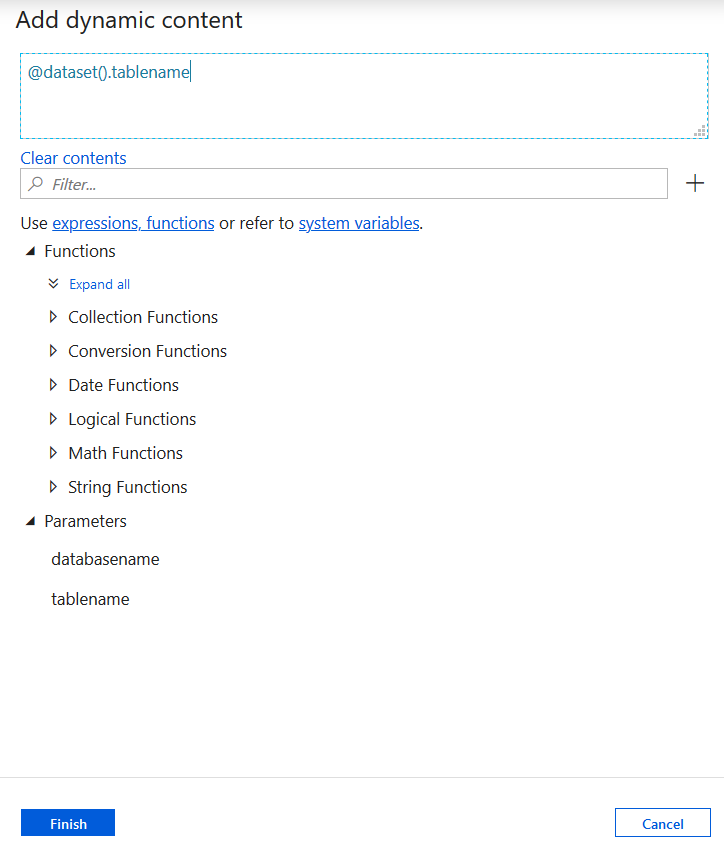 Add dynamic content
@dataset().tablename
Clear contents
Filter...
Use expressions, functions or refer to system variables.
Functions
Expand all
Collection Functions
Conversion Functions
Date Functions
Logical Functions
Math Functions
String Functions
Parameters
databasename
tablename
Finish
Cancel